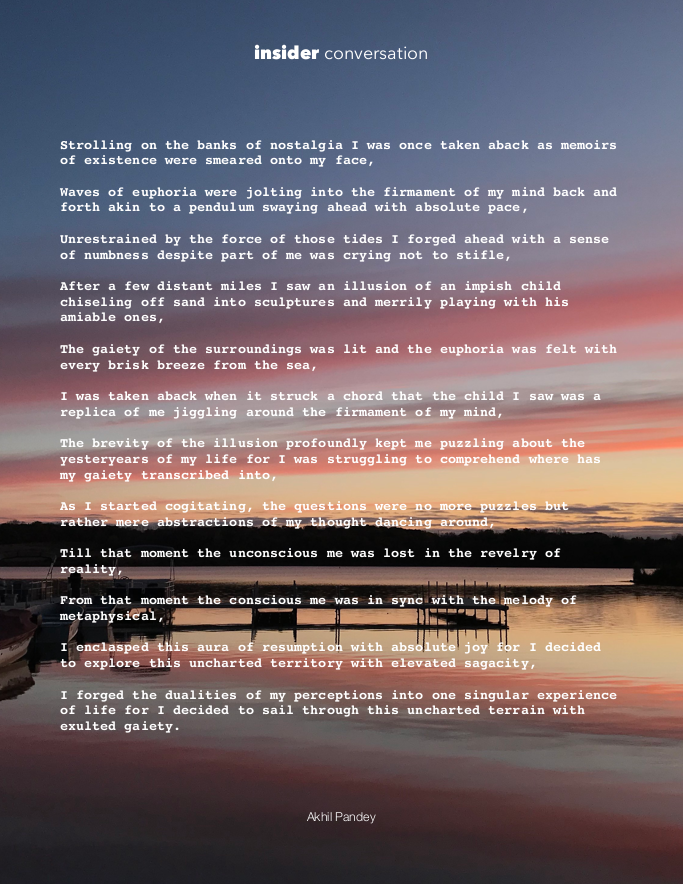 insider conversation
Strolling on the banks of nostalgia I was once taken aback as memoirs
of existence were smeared onto my face,
Waves of euphoria were jolting into the firmament of my mind back and
forth akin to a pendulum swaying ahead with absolute pace,
Unrestrained by the force of those tides I forged ahead with a sense
of numbness despite part of me was crying not to stifle,
After a few distant miles I saw an illusion of an impish child
chiseling off sand into sculptures and merrily playing with his
amiable ones,
The gaiety of the surroundings was lit and the euphoria was felt with
every brisk breeze from the sea,
I was taken aback when it struck a chord that the child I saw was a
replica of me jiggling around the firmament of my mind,
The brevity of the illusion profoundly kept me puzzling about the
yesteryears of my life for I was struggling to comprehend where has
my gaiety transcribed into,
As I started cogitating, the questions were no more puzzles but
rather mere abstractions of my thought dancing around,
Till that moment the unconscious me was lost in the revelry of
reality,
From that moment the conscious me was in sync with the melody of
metaphysical,
I enclasped this aura of resumption with absolute joy for I decided
to explore this uncharted territory with elevated sagacity,
I forged the dualities of my perceptions into one singular experience
of life for I decided to sail through this uncharted terrain with
exulted gaiety.
Akhil Pandey